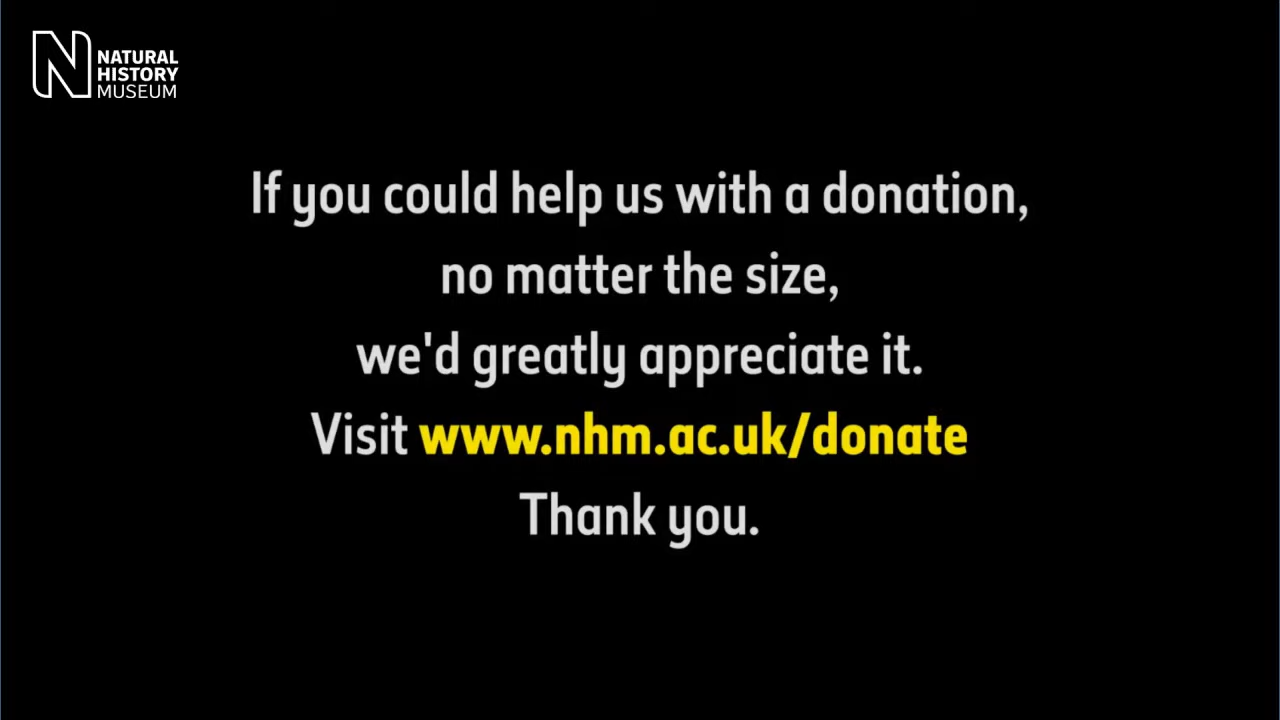 NATURAL
HISTORY
MUSEUM
If you could help us with a donation,
no matter the size,
we'd greatly appreciate it.
Visit www.nhm.ac.uk/donate
Thank you.